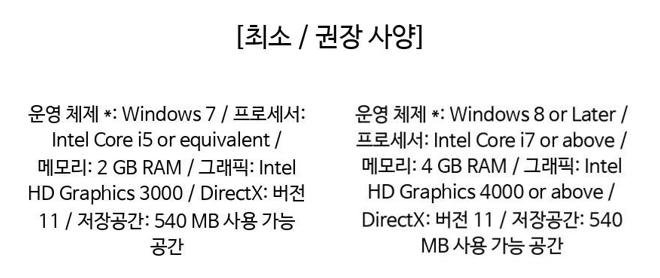 [최소 / 권장 사양]
운영 체제 *: Windows 7 / 프로세서:
Intel Core i5 or equivalent /
메모리: 2 GB RAM / 그래픽: Intel
HD Graphics 3000 / DirectX: 버전
11 / 저장공간: 540 MB 사용 가능
공간
운영 체제 *: Windows 8 or Later /
프로세서: Intel Core i7 or above /
메모리: 4 GB RAM / 그래픽: Intel
HD Graphics 4000 or above /
DirectX: 버전 11 / 저장공간: 540
MB 사용 가능 공간